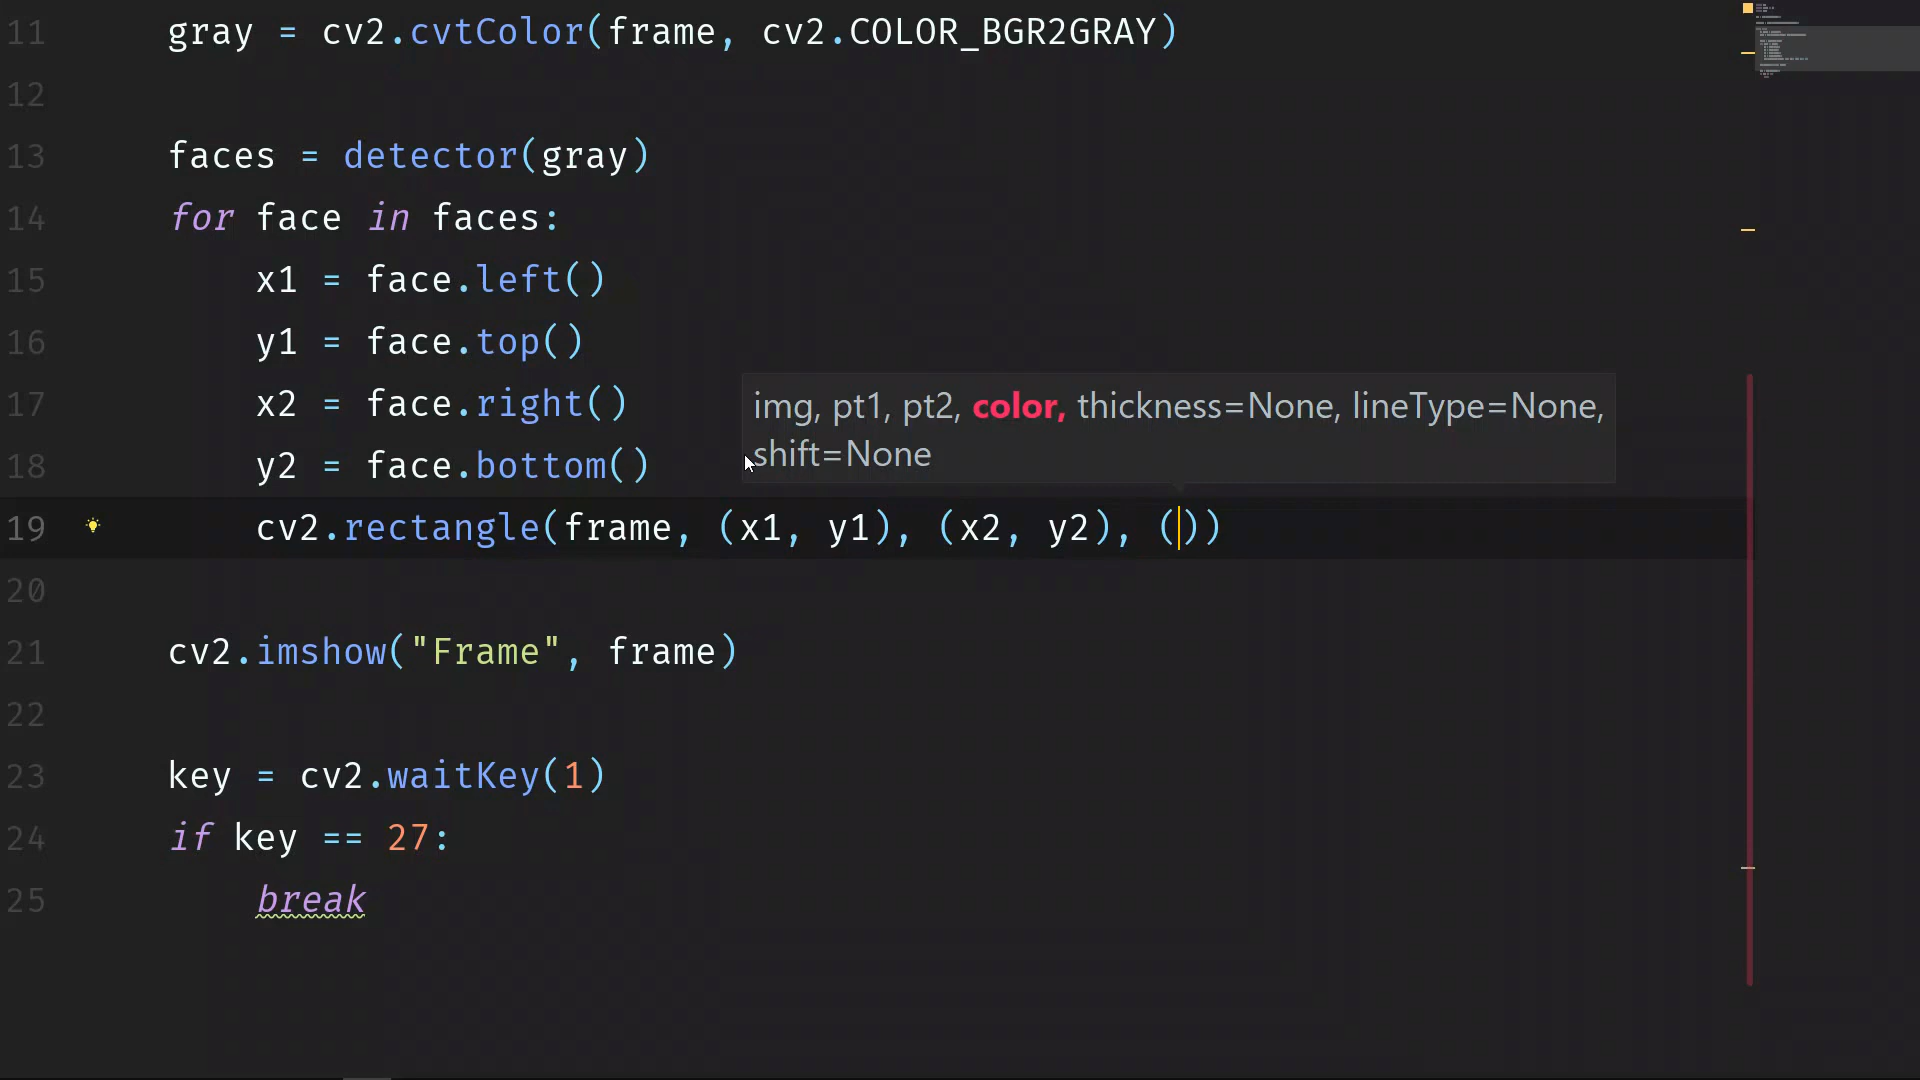 11 gray = cv2.cvtColor(frame, cv2.COLOR_BGR2GRAY)
12
13 faces = detector(gray)
14 for face in faces:
15 x1 = face.left()
16 y1 = face.top()
17 x2 = face.right()
img, pt1, pt2, color, thickness=None, lineType=None,
18 y2 = face.bottom()
shift=None
19 cv2.rectangle(frame, (x1, y1), (x2, y2), ())
20
21 cv2.imshow("Frame", frame)
22
23 key = cv2.waitKey(1)
24 if key == 27:
25 break